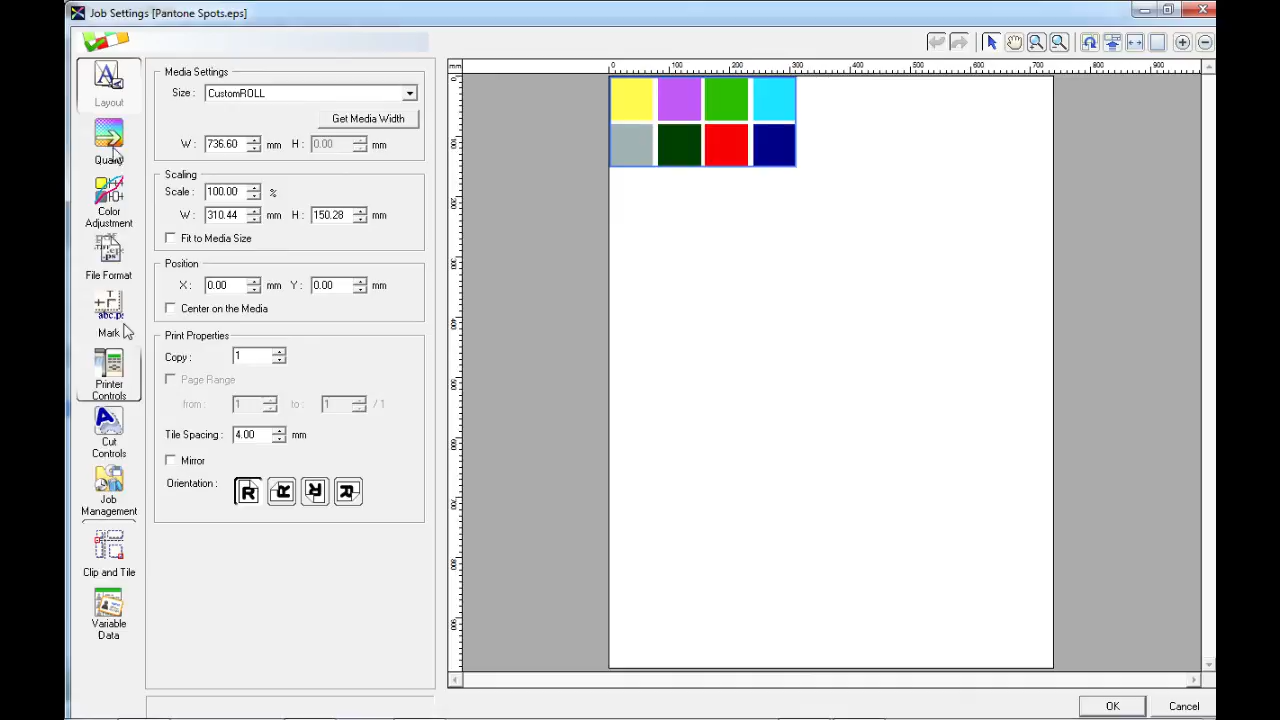 Job Settings [Pantone Spots.eps]
Layout
Quality
Color
Adjustment
File Format
Mark
Printer
Controls
Cut
Controls
Job
Management
Clip and Tile
Variable
Data
Media Settings
Size : CustomROLL
Get Media Width
W : 736.60 mm H : 0.00 mm
Scaling
Scale : 100.00 %
W : 310.44 mm H : 150.28 mm
Fit to Media Size
Position
X : 0.00 mm Y : 0.00 mm
Center on the Media
Print Properties
Copy : 1
Page Range
from : 1 to : 1 / 1
Tile Spacing : 4.00 mm
Mirror
Orientation :
R R R R
mm 0 100 200 300 400 500 600 700 800 900
OK Cancel